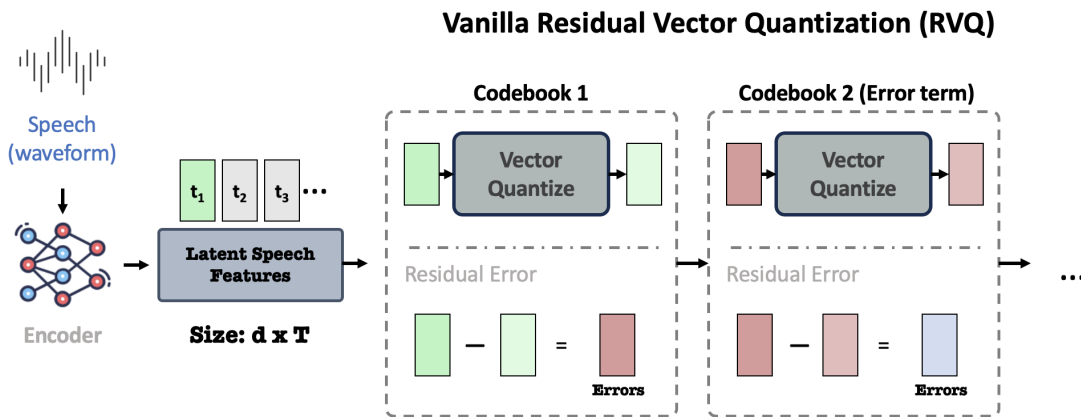 Vanilla Residual Vector Quantization (RVQ)
Speech
(waveform)
Encoder
t1
t2
t3
...
Latent Speech
Features
Size: d x T
Codebook 1
Vector
Quantize
Residual Error
—
=
Errors
Codebook 2 (Error term)
Vector
Quantize
Residual Error
—
=
Errors
...